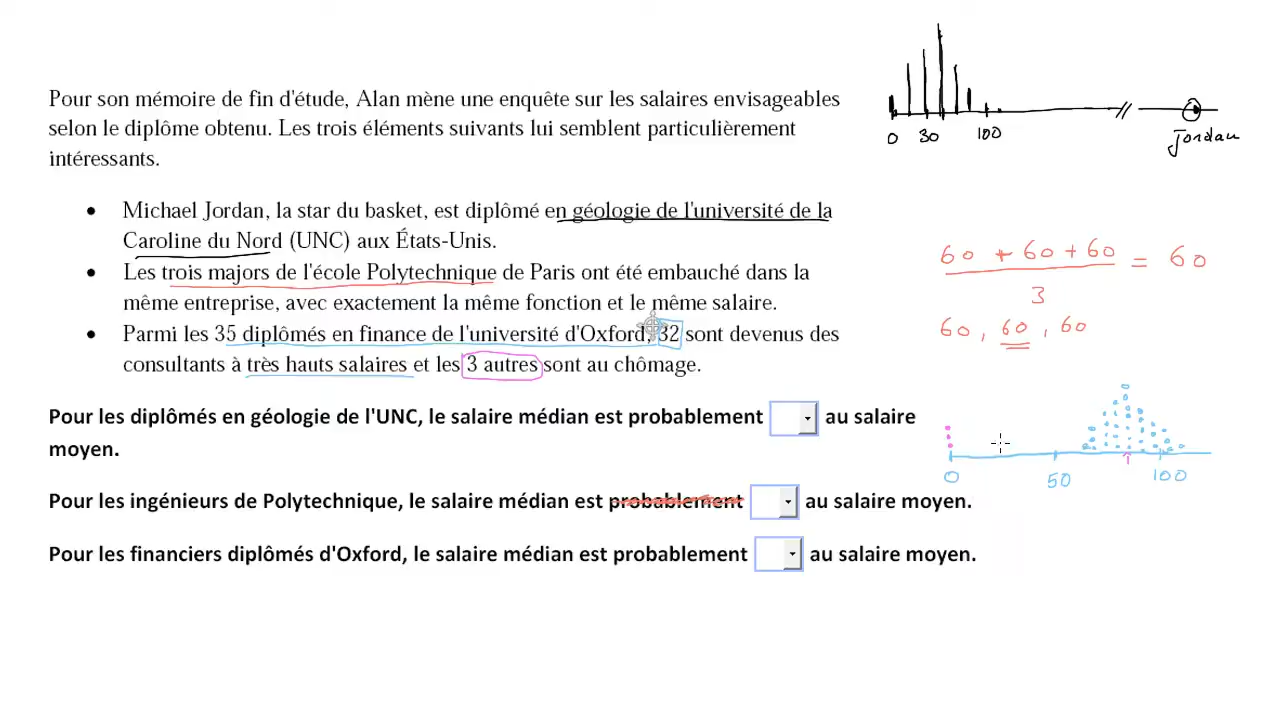 Pour son mémoire de fin d'étude, Alan mène une enquête sur les salaires envisageables
selon le diplôme obtenu. Les trois éléments suivants lui semblent particulièrement
intéressants.
0 30 100 Jordan
• Michael Jordan, la star du basket, est diplômé en géologie de l'université de la
Caroline du Nord (UNC) aux États-Unis.
• Les trois majors de l'école Polytechnique de Paris ont été embauché dans la
même entreprise, avec exactement la même fonction et le même salaire.
• Parmi les 35 diplômés en finance de l'université d'Oxford, 32 sont devenus des
consultants à très hauts salaires et les 3 autres sont au chômage.
60 + 60 + 60 = 60
3
60, 60, 60
Pour les diplômés en géologie de l'UNC, le salaire médian est probablement au salaire
moyen.
0 50 100
Pour les ingénieurs de Polytechnique, le salaire médian est probablement au salaire moyen.
Pour les financiers diplômés d'Oxford, le salaire médian est probablement au salaire moyen.